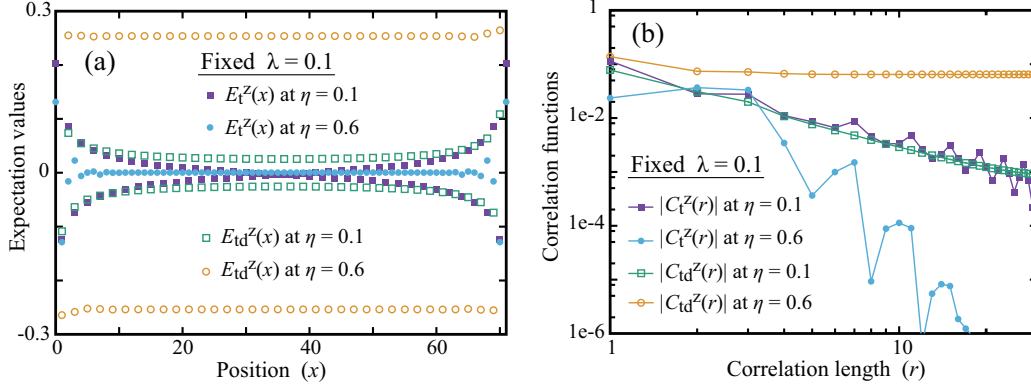 0.3
0
-0.3
Expectation values
(a)
Fixed λ = 0.1
E_t^z(x) at η = 0.1
E_t^z(x) at η = 0.6
E_td^z(x) at η = 0.1
E_td^z(x) at η = 0.6
0 20 40 60
Position (x)
1
1e-2
1e-4
1e-6
Correlation functions
(b)
Fixed λ = 0.1
|C_t^z(r)| at η = 0.1
|C_t^z(r)| at η = 0.6
|C_td^z(r)| at η = 0.1
|C_td^z(r)| at η = 0.6
1 10
Correlation length (r)